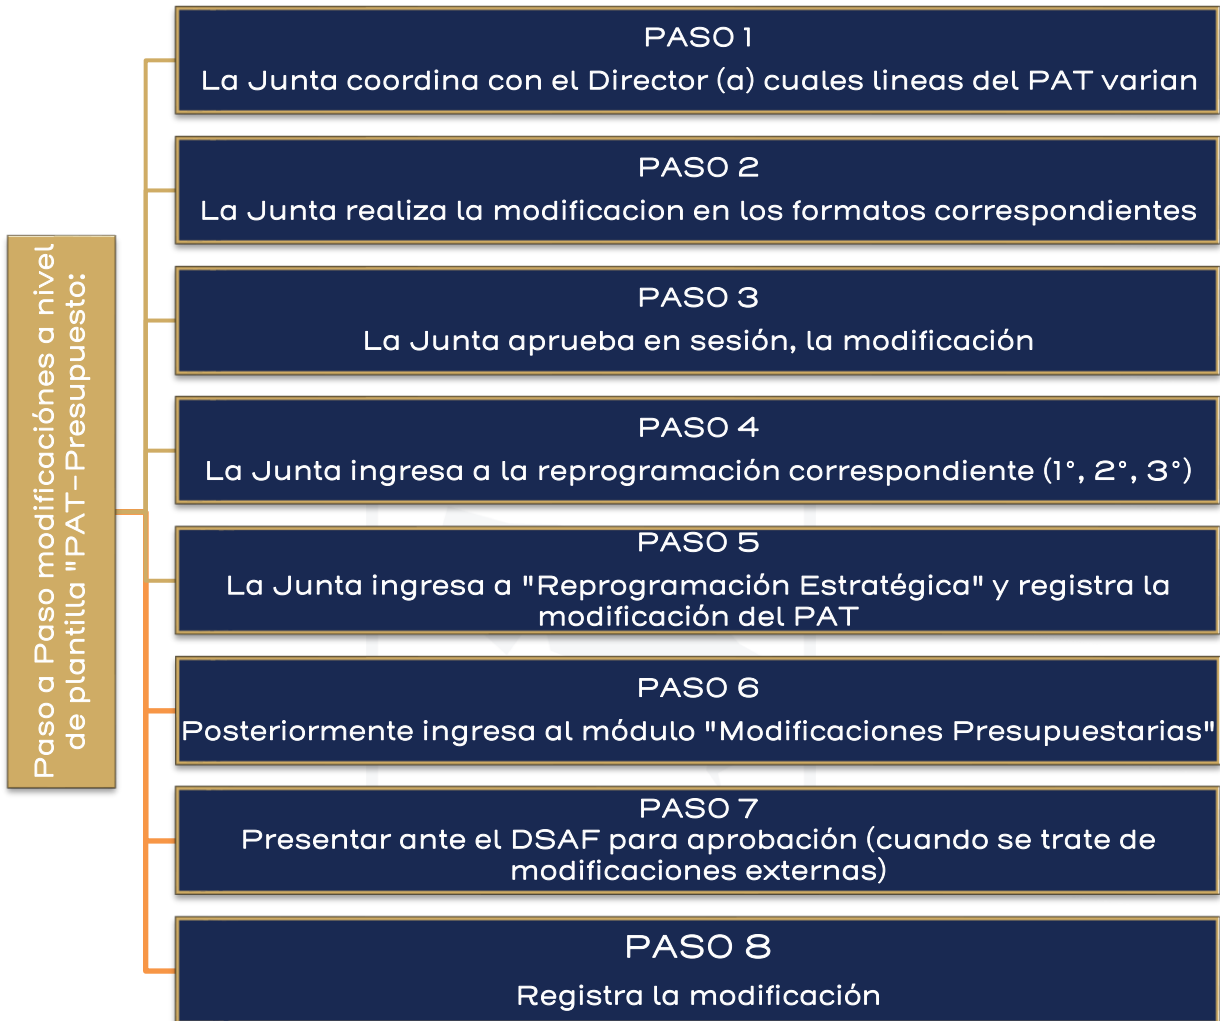 Paso a Paso modificaciónes a nivel
de plantilla "PAT-Presupuesto:
PASO 1
La Junta coordina con el Director (a) cuales lineas del PAT varian
PASO 2
La Junta realiza la modificacion en los formatos correspondientes
PASO 3
La Junta aprueba en sesión, la modificación
PASO 4
La Junta ingresa a la reprogramación correspondiente (1°, 2°, 3°)
PASO 5
La Junta ingresa a "Reprogramación Estratégica" y registra la
modificación del PAT
PASO 6
Posteriormente ingresa al módulo "Modificaciones Presupuestarias"
PASO 7
Presentar ante el DSAF para aprobación (cuando se trate de
modificaciones externas)
PASO 8
Registra la modificación